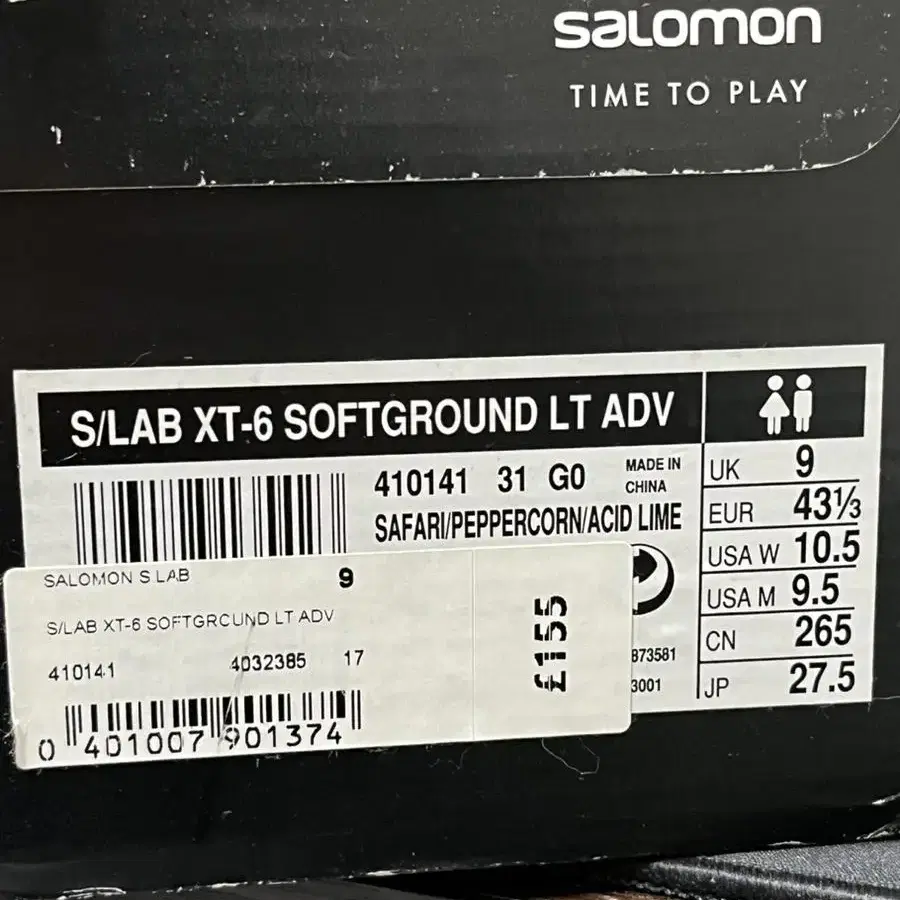 salomon
TIME TO PLAY
S/LAB XT-6 SOFTGROUND LT ADV
410141 31 G0
MADE IN
CHINA
SAFARI/PEPPERCORN/ACID LIME
UK 9
EUR 43⅓
USA W 10.5
USA M 9.5
CN 265
JP 27.5
873581
3001
SALOMON S LAB 9
S/LAB XT-6 SOFTGROUND LT ADV
410141 4032385 17
£155
0 401007 901374